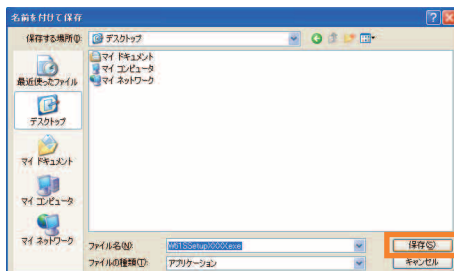 名前を付けて保存
保存する場所(I):
デスクトップ
マイ ドキュメント
マイ コンピュータ
マイ ネットワーク
最近使ったファイル
デスクトップ
マイ ドキュメント
マイ コンピュータ
マイ ネットワーク
ファイル名(N):
W61SSetupXXXX.exe
保存(S)
ファイルの種類(T):
アプリケーション
キャンセル